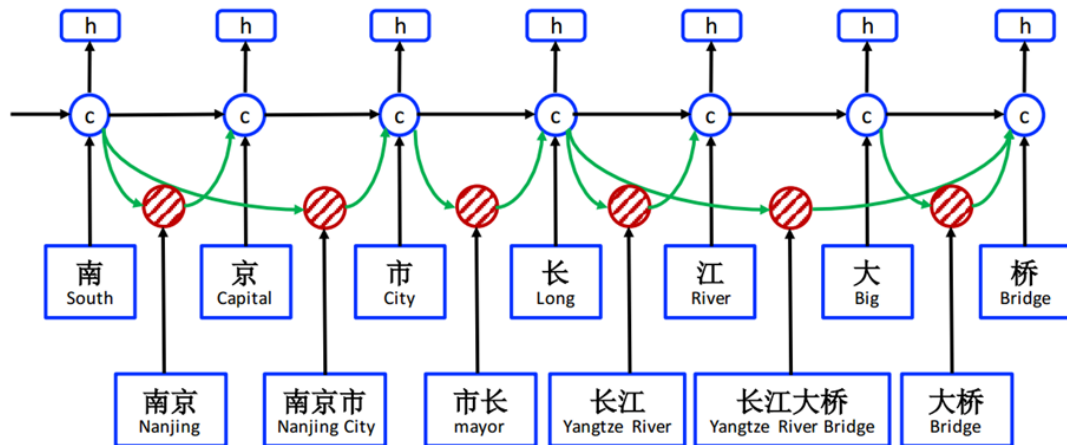 h h h h h h h
c c c c c c c
南 京 市 长 江 大 桥
South Capital City Long River Big Bridge
南京 南京市 市长 长江 长江大桥 大桥
Nanjing Nanjing City mayor Yangtze River Yangtze River Bridge Bridge